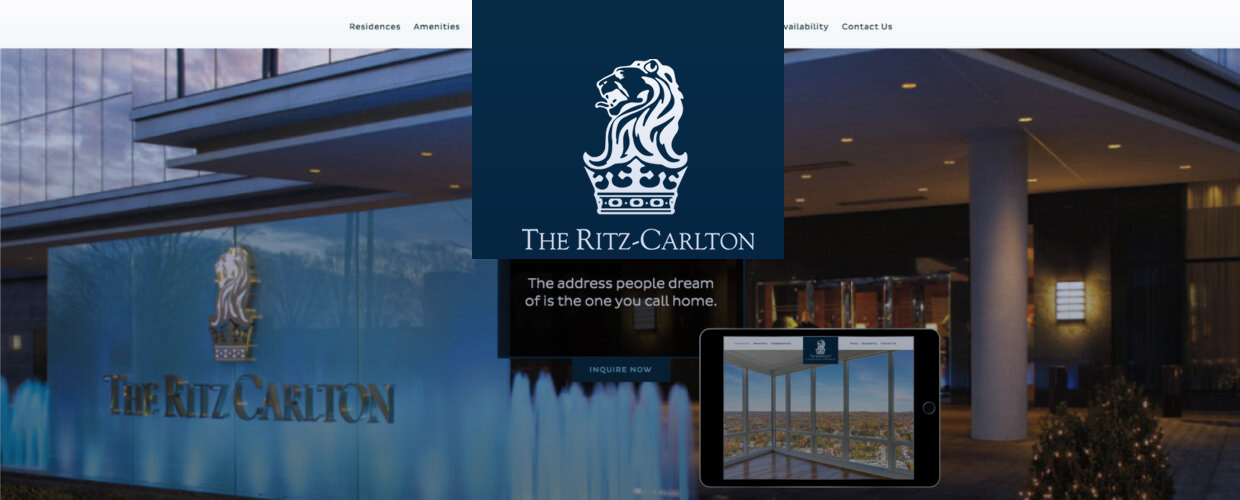 Residences Amenities
vailability Contact Us
THE RITZ-CARLTON
The address people dream
of is the one you call home.
INQUIRE NOW
THE RITZ CARLTON